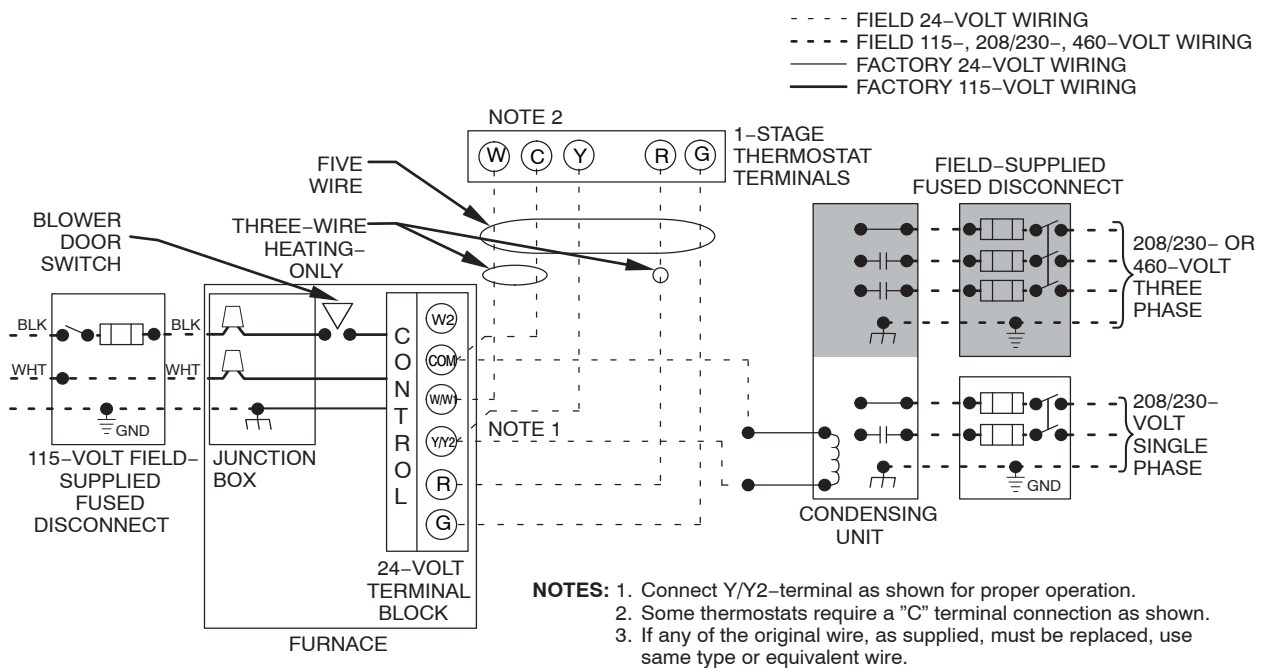 FIELD 24−VOLT WIRING
FIELD 115−, 208/230−, 460−VOLT WIRING
FACTORY 24−VOLT WIRING
FACTORY 115−VOLT WIRING
NOTE 2
W C Y R G
1−STAGE
THERMOSTAT
TERMINALS
FIVE
WIRE
THREE−WIRE
HEATING−
ONLY
BLOWER
DOOR
SWITCH
FIELD−SUPPLIED
FUSED DISCONNECT
208/230− OR
460−VOLT
THREE
PHASE
BLK
BLK
WHT
WHT
GND
C
O
N
T
R
O
L
W2
COM
W/W1
Y/Y2
R
G
NOTE 1
115−VOLT FIELD−
SUPPLIED
FUSED
DISCONNECT
JUNCTION
BOX
24−VOLT
TERMINAL
BLOCK
FURNACE
208/230−
VOLT
SINGLE
PHASE
GND
CONDENSING
UNIT
NOTES: 1. Connect Y/Y2−terminal as shown for proper operation.
2. Some thermostats require a ”C” terminal connection as shown.
3. If any of the original wire, as supplied, must be replaced, use
same type or equivalent wire.